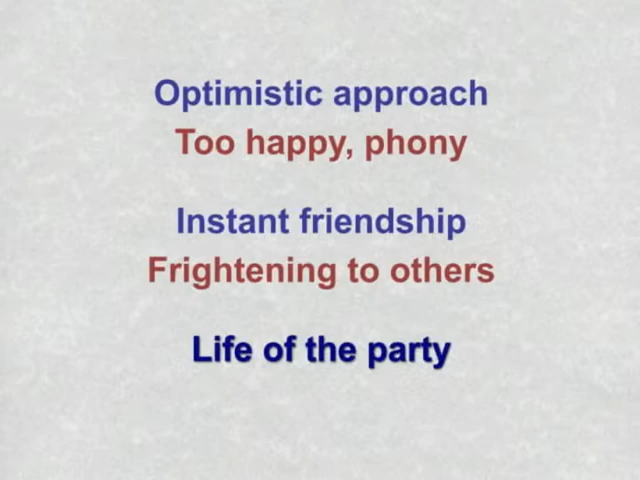 Optimistic approach
Too happy, phony
Instant friendship
Frightening to others
Life of the party